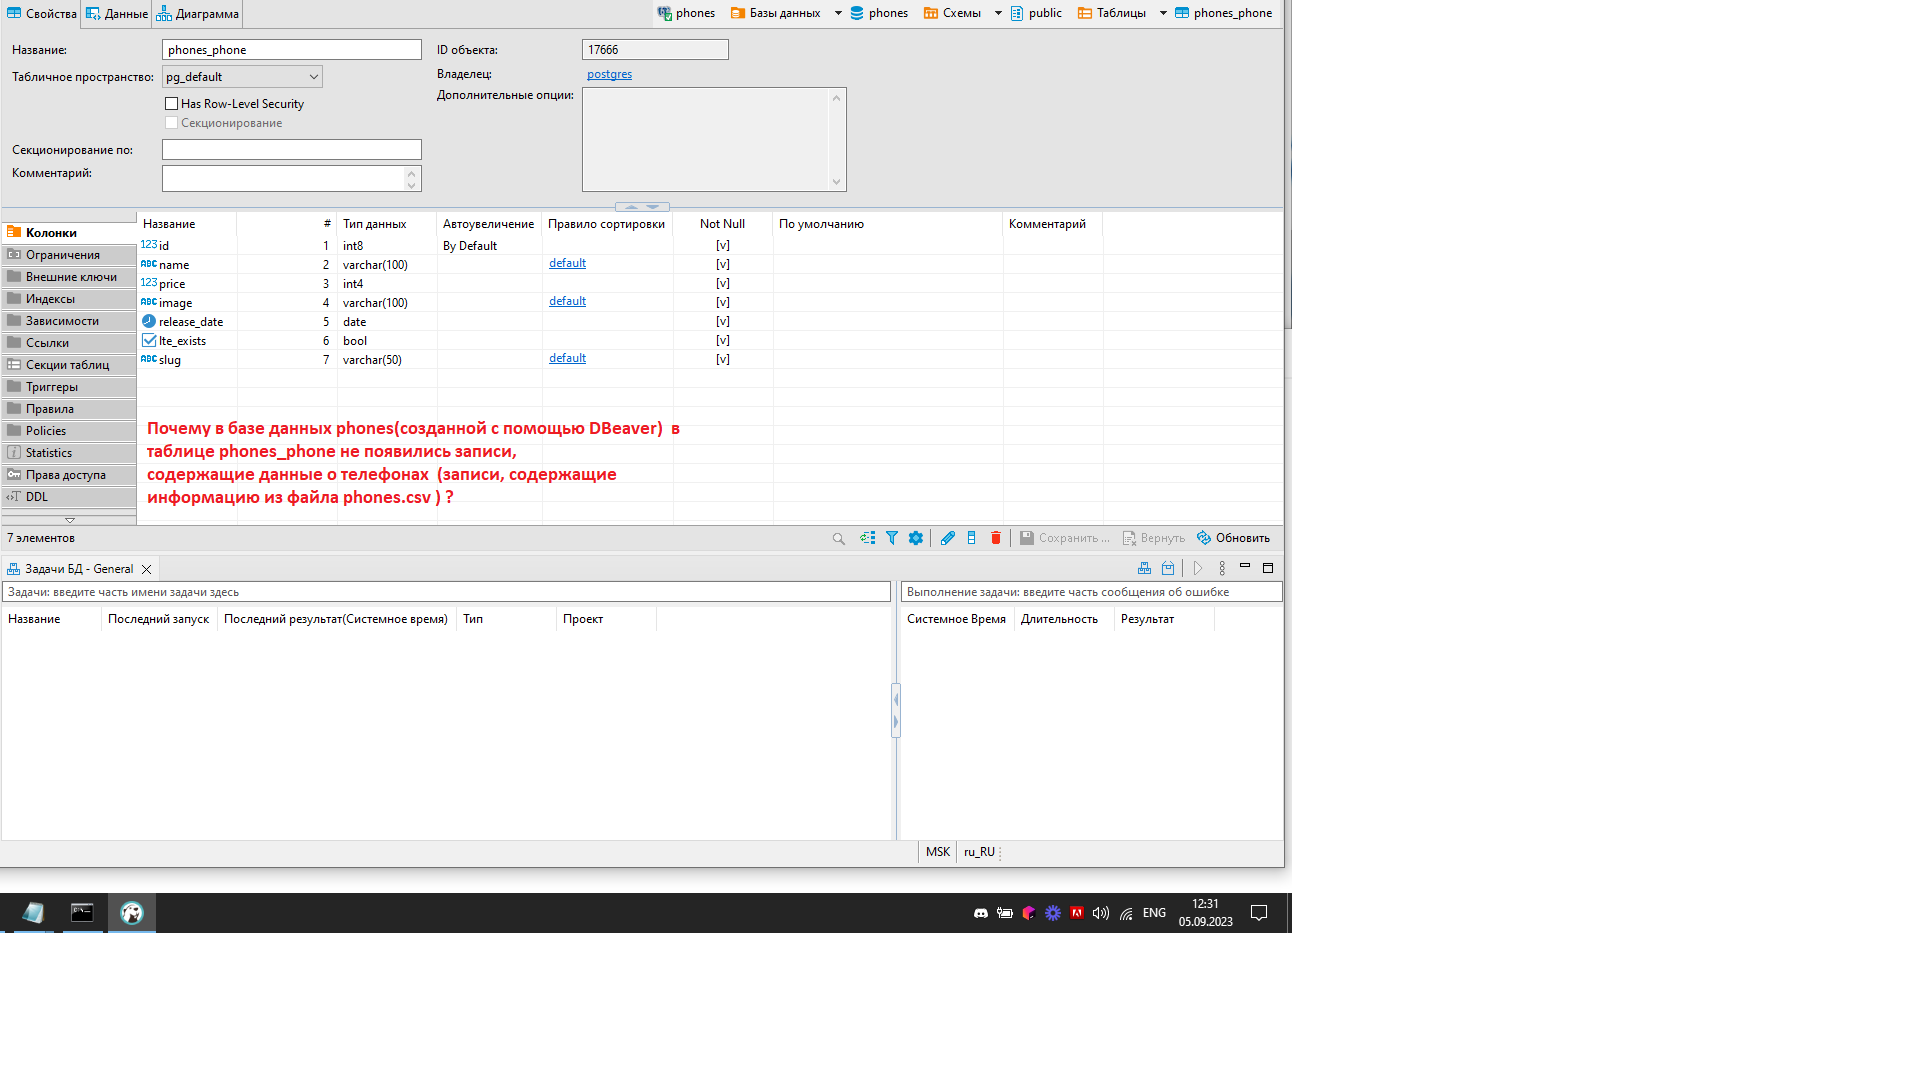 Свойства Данные Диаграмма phones Базы данных phones Схемы public Таблицы phones_phone
Название: phones_phone ID объекта: 17666
Табличное пространство: pg_default Владелец: postgres
Дополнительные опции:
Has Row-Level Security
Секционирование
Секционирование по:
Комментарий:
Название # Тип данных Автоувеличение Правило сортировки Not Null По умолчанию Комментарий
Колонки
Ограничения
Внешние ключи
Индексы
Зависимости
Ссылки
Секции таблиц
Триггеры
Правила
Policies
Statistics
Права доступа
DDL
123 id 1 int8 By Default [v]
ABC name 2 varchar(100) default [v]
123 price 3 int4 [v]
ABC image 4 varchar(100) default [v]
release_date 5 date [v]
lte_exists 6 bool [v]
ABC slug 7 varchar(50) default [v]
Почему в базе данных phones(созданной с помощью DBeaver) в
таблице phones_phone не появились записи,
содержащие данные о телефонах (записи, содержащие
информацию из файла phones.csv ) ?
7 элементов Сохранить ... Вернуть Обновить
Задачи БД - General
Задачи: введите часть имени задачи здесь Выполнение задачи: введите часть сообщения об ошибке
Название Последний запуск Последний результат(Системное время) Тип Проект Системное Время Длительность Результат
MSK ru_RU
ENG 12:31
05.09.2023